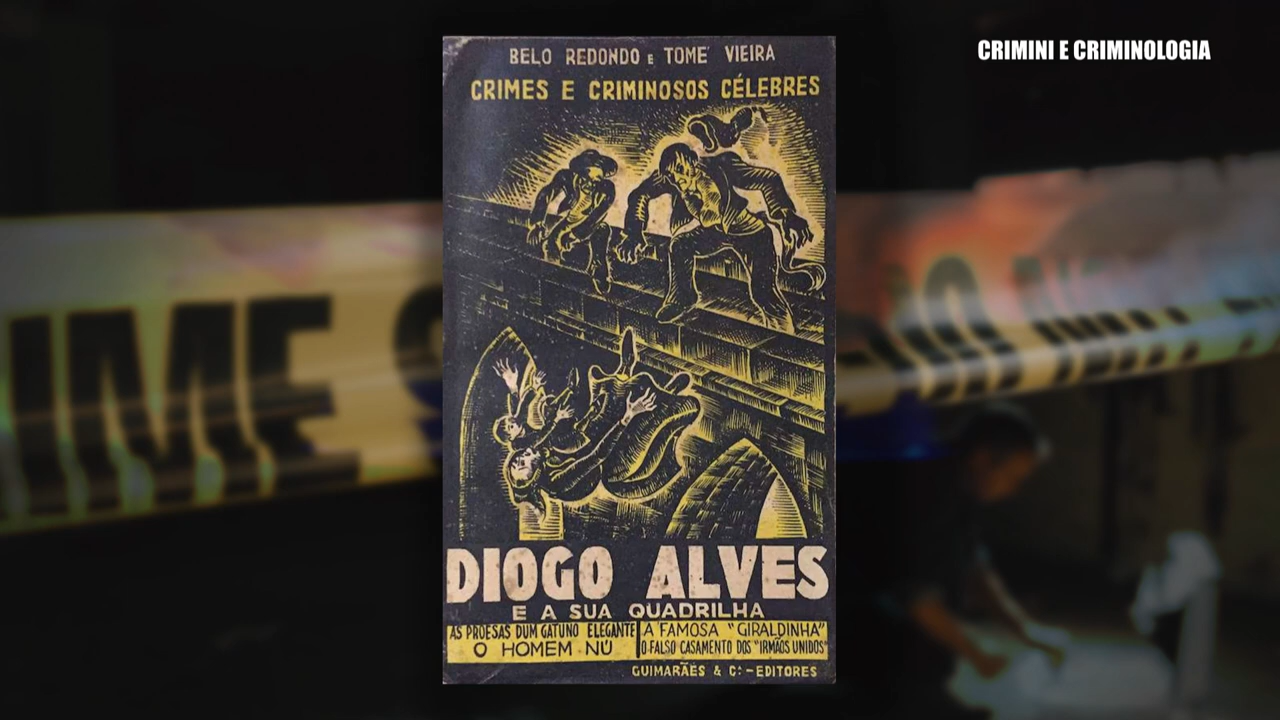 CRIMINI E CRIMINOLOGIA
BELO REDONDO E TOMÉ VIEIRA
CRIMES E CRIMINOSOS CÉLEBRES
DIOGO ALVES
E A SUA QUADRILHA
AS PROESAS DUM GATUNO ELEGANTE
O HOMEM NÚ
A FAMOSA "GIRALDINHA"
O FALSO CASAMENTO DOS "IRMÃOS UNIDOS"
GUIMARÃES & C.ª - EDITORES